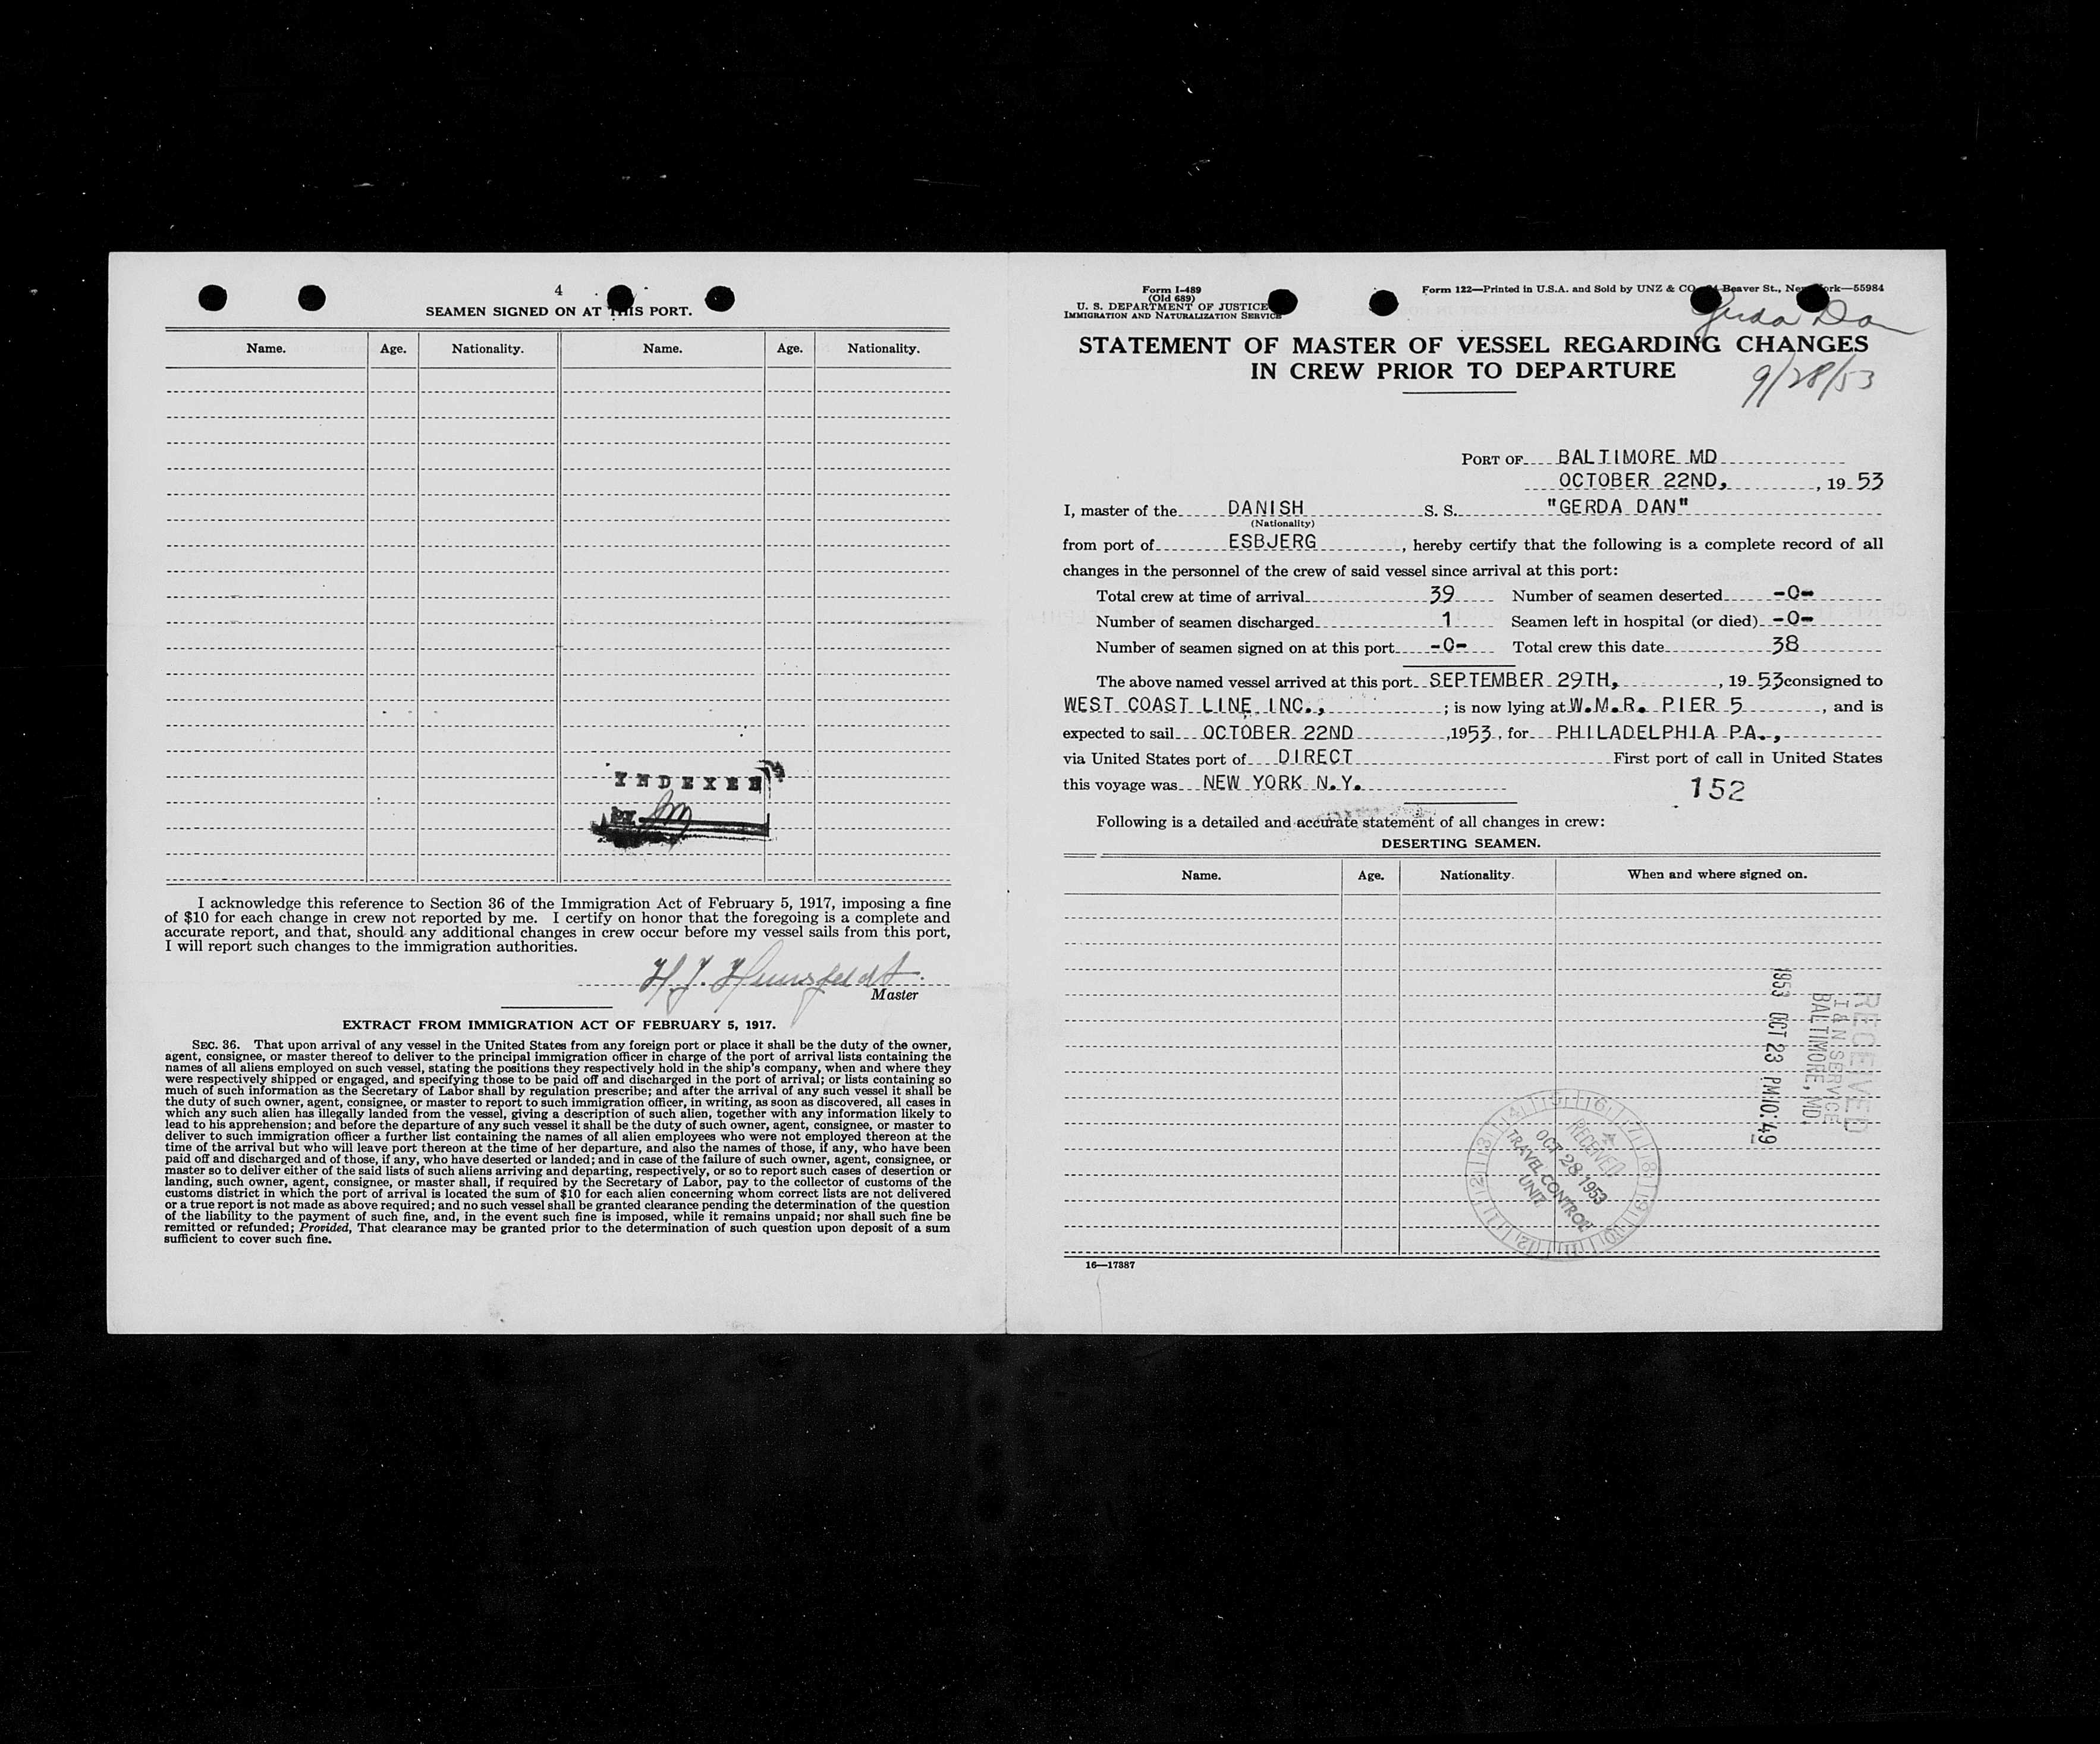 4
SEAMEN SIGNED ON AT THIS PORT.
Name. Age. Nationality. Name. Age. Nationality.
INDEXED
BY
I acknowledge this reference to Section 36 of the Immigration Act of February 5, 1917, imposing a fine
of $10 for each change in crew not reported by me. I certify on honor that the foregoing is a complete and
accurate report, and that, should any additional changes in crew occur before my vessel sails from this port,
I will report such changes to the immigration authorities.
H. J.
Master
EXTRACT FROM IMMIGRATION ACT OF FEBRUARY 5, 1917.
SEC. 36. That upon arrival of any vessel in the United States from any foreign port or place it shall be the duty of the owner,
agent, consignee, or master thereof to deliver to the principal immigration officer in charge of the port of arrival lists containing the
names of all aliens employed on such vessel, stating the positions they respectively hold in the ship's company, when and where they
were respectively shipped or engaged, and specifying those to be paid off and discharged in the port of arrival; or lists containing so
much of such information as the Secretary of Labor shall by regulation prescribe; and after the arrival of any such vessel it shall be
the duty of such owner, agent, consignee, or master to report to such immigration officer, in writing, as soon as discovered, all cases in
which any such alien has illegally landed from the vessel, giving a description of such alien, together with any information likely to
lead to his apprehension; and before the departure of any such vessel it shall be the duty of such owner, agent, consignee, or master to
deliver to such immigration officer a further list containing the names of all alien employees who were not employed thereon at the
time of the arrival but who will leave port thereon at the time of her departure, and also the names of those, if any, who have been
paid off and discharged and of those, if any, who have deserted or landed; and in case of the failure of such owner, agent, consignee, or
master so to deliver either of the said lists of such aliens arriving and departing, respectively, or so to report such cases of desertion or
landing, such owner, agent, consignee, or master shall, if required by the Secretary of Labor, pay to the collector of customs of the
customs district in which the port of arrival is located the sum of $10 for each alien concerning whom correct lists are not delivered
or a true report is not made as above required; and no such vessel shall be granted clearance pending the determination of the question
of the liability to the payment of such fine, and, in the event such fine is imposed, while it remains unpaid; nor shall such fine be
remitted or refunded; Provided, That clearance may be granted prior to the determination of such question upon deposit of a sum
sufficient to cover such fine.
Form I-489
(Old 689)
U. S. DEPARTMENT OF JUSTICE
IMMIGRATION AND NATURALIZATION SERVICE
Form 122—Printed in U.S.A. and Sold by UNZ & CO. Beaver St., New York—55984
Gerda Dan
STATEMENT OF MASTER OF VESSEL REGARDING CHANGES
IN CREW PRIOR TO DEPARTURE
9/28/53
PORT OF BALTIMORE MD
OCTOBER 22ND, , 19 53
I, master of the DANISH S. S. "GERDA DAN"
(Nationality)
from port of ESBJERG , hereby certify that the following is a complete record of all
changes in the personnel of the crew of said vessel since arrival at this port:
Total crew at time of arrival 39 Number of seamen deserted -0-
Number of seamen discharged 1 Seamen left in hospital (or died) -0-
Number of seamen signed on at this port -0- Total crew this date 38
The above named vessel arrived at this port SEPTEMBER 29TH, , 19 53 consigned to
WEST COAST LINE INC., ; is now lying at W.M.R. PIER 5 , and is
expected to sail OCTOBER 22ND ,1953, for PHILADELPHIA PA.,
via United States port of DIRECT First port of call in United States
this voyage was NEW YORK N.Y.
152
Following is a detailed and accurate statement of all changes in crew:
DESERTING SEAMEN.
Name. Age. Nationality. When and where signed on.
RECEIVED
I & N SERVICE
BALTIMORE, MD.
1953 OCT 23 PM 10:49
1 2 3 4 5 6 7 8 9 10 11 12
RECEIVED
OCT 28 1953
TRAVEL CONTROL
UNIT
16—17387